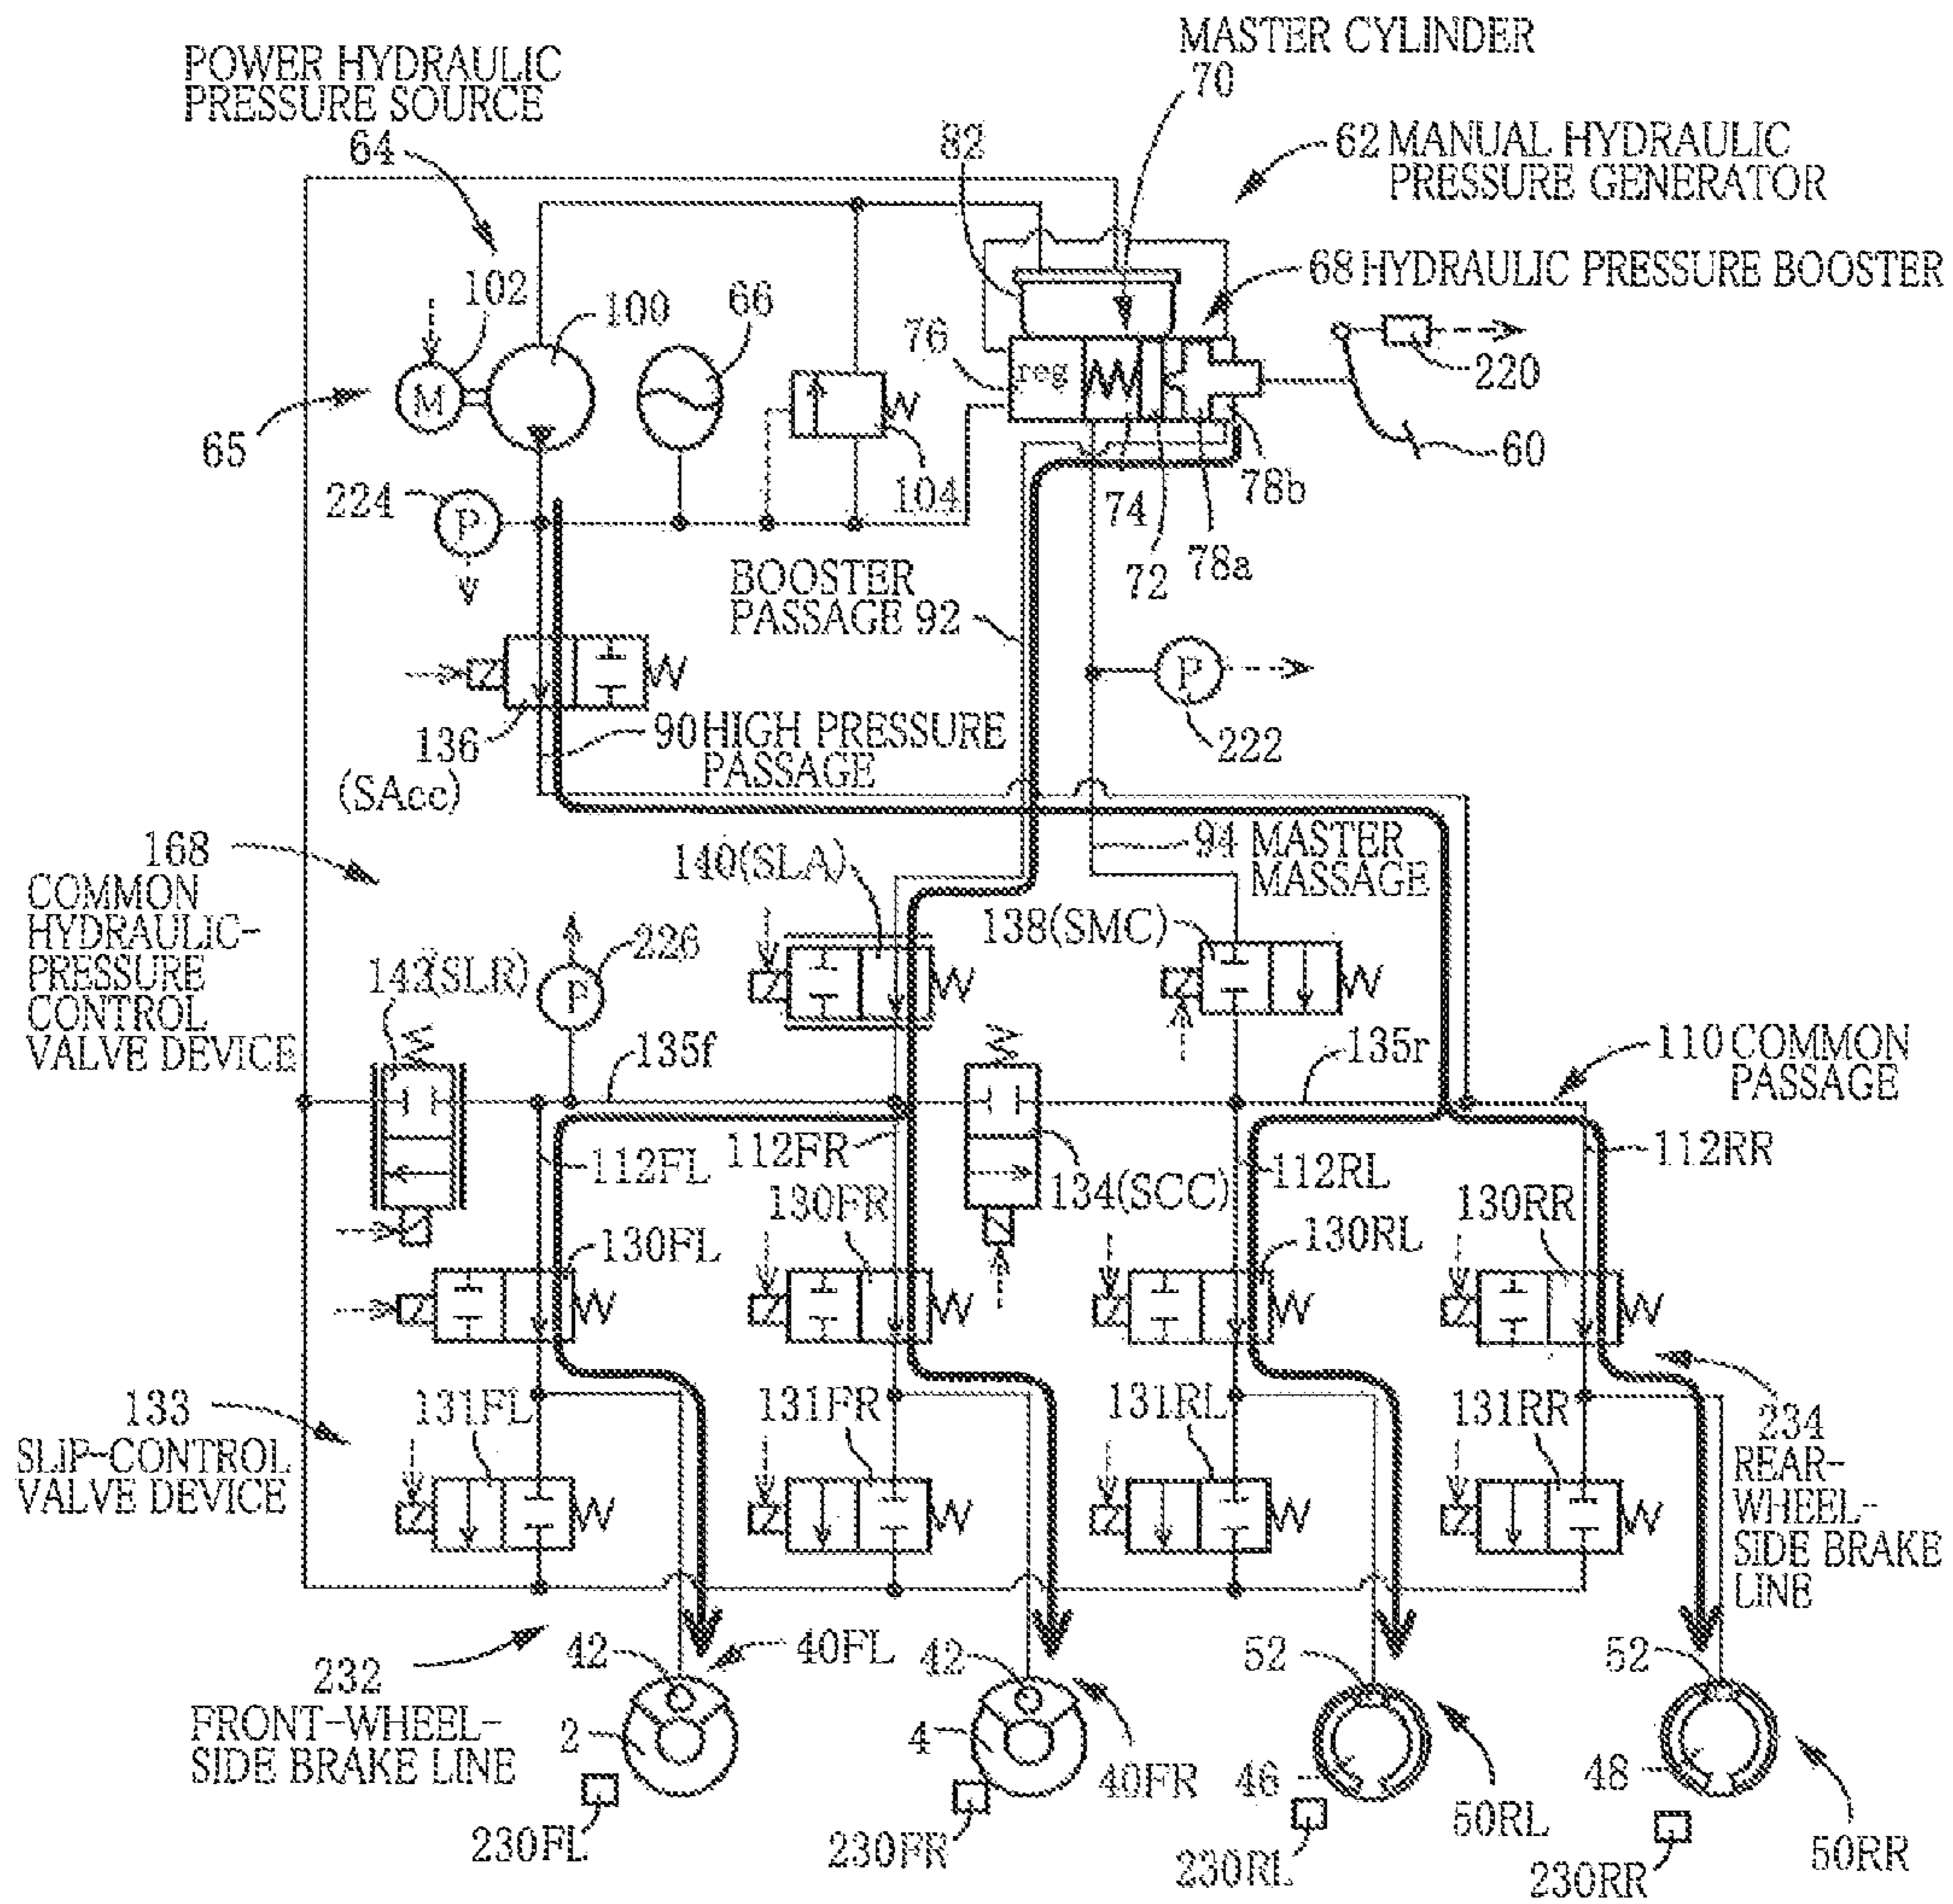 MASTER CYLINDER
70
POWER HYDRAULIC
PRESSURE SOURCE
64
82
62 MANUAL HYDRAULIC
PRESSURE GENERATOR
68 HYDRAULIC PRESSURE BOOSTER
102
100
66
76
reg
220
M
65
60
104
78b
224
P
74
78a
72
BOOSTER
PASSAGE 92
P
222
136
(SAcc)
90 HIGH PRESSURE
PASSAGE
168
COMMON
HYDRAULIC-
PRESSURE
CONTROL
VALVE DEVICE
94 MASTER
MASSAGE
140(SLA)
138(SMC)
142(SLR)
226
P
135f
135r
110 COMMON
PASSAGE
112FL
112FR
134(SCC)
112RL
112RR
130FL
130FR
130RL
130RR
133
SLIP-CONTROL
VALVE DEVICE
131FL
131FR
131RL
131RR
234
REAR-
WHEEL-
SIDE BRAKE
LINE
232
FRONT-WHEEL-
SIDE BRAKE LINE
42
40FL
42
40FR
52
52
2
4
46
48
50RL
50RR
230FL
230FR
230RL
230RR